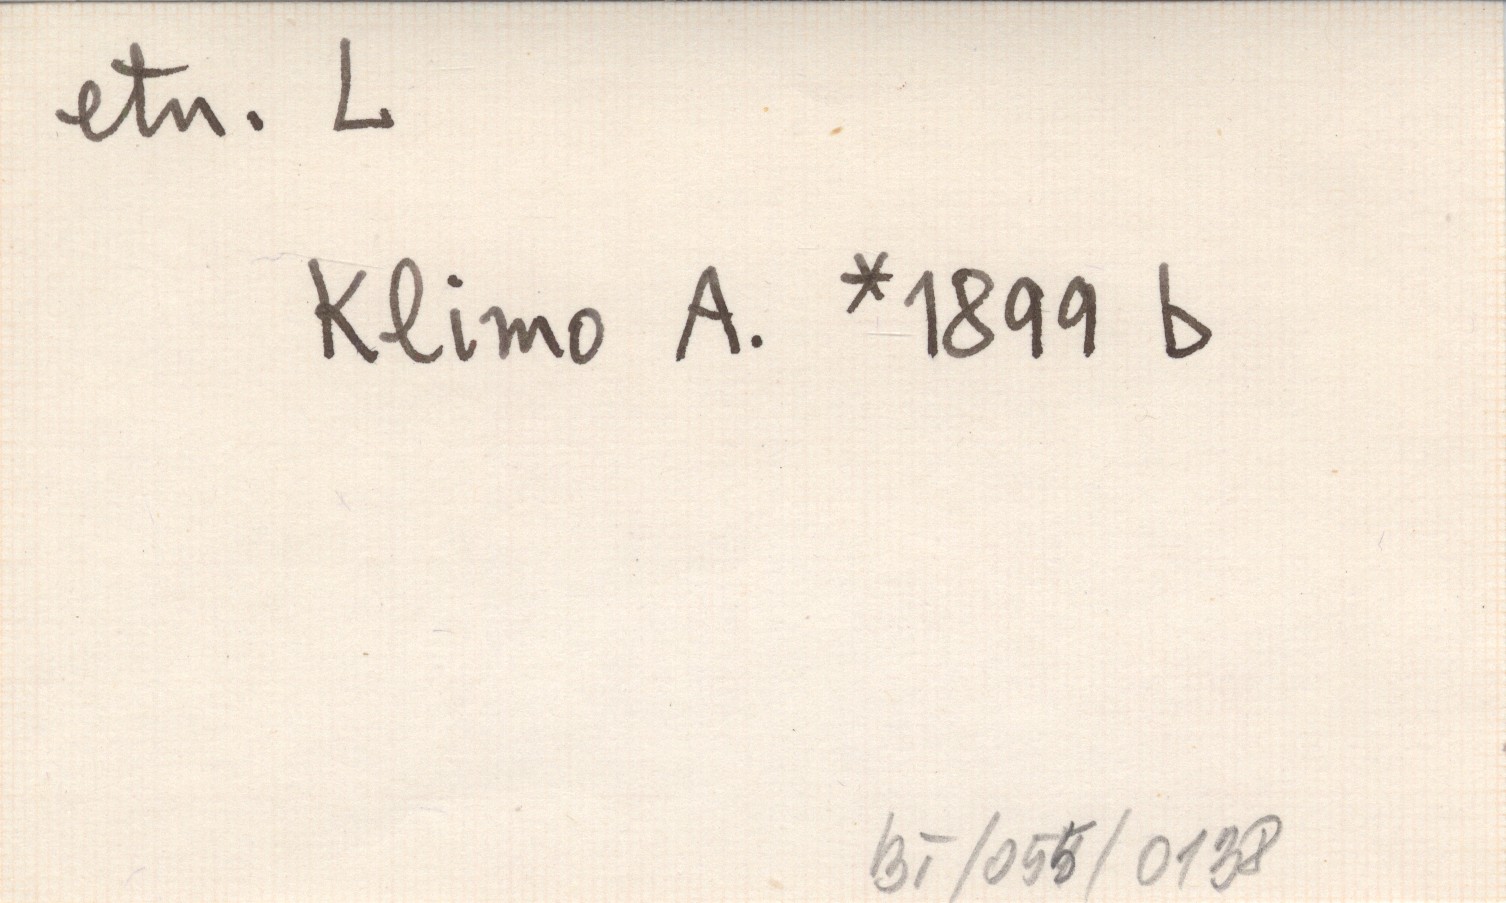 etn. L
Klimo A. *1899 b
BI/055/0138